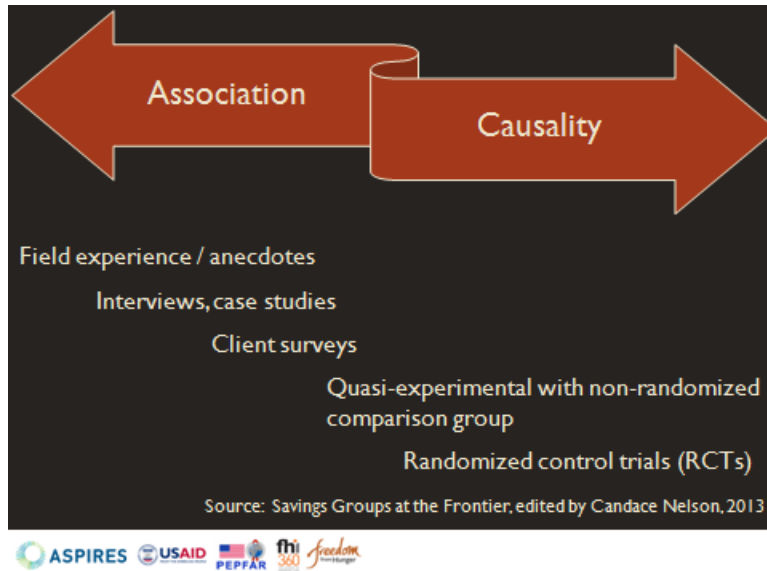 Association
Causality
Field experience / anecdotes
Interviews, case studies
Client surveys
Quasi-experimental with non-randomized
comparison group
Randomized control trials (RCTs)
Source: Savings Groups at the Frontier, edited by Candace Nelson, 2013
ASPIRES USAID PEPFAR fhi 360 freedom from Hunger